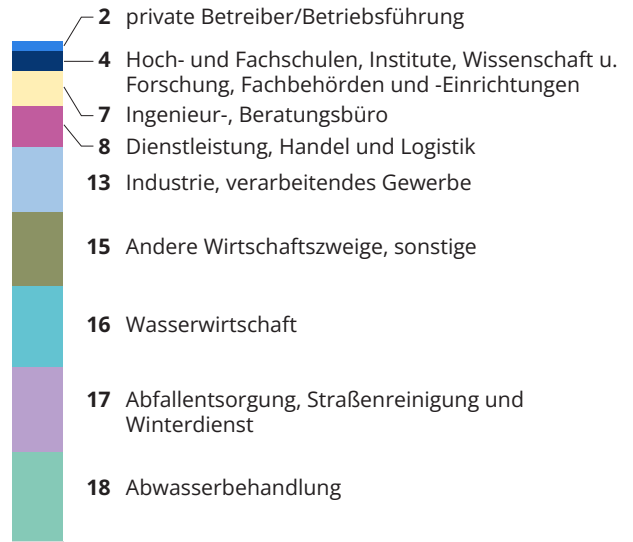 2 private Betreiber/Betriebsführung
4 Hoch- und Fachschulen, Institute, Wissenschaft u.
Forschung, Fachbehörden und -Einrichtungen
7 Ingenieur-, Beratungsbüro
8 Dienstleistung, Handel und Logistik
13 Industrie, verarbeitendes Gewerbe
15 Andere Wirtschaftszweige, sonstige
16 Wasserwirtschaft
17 Abfallentsorgung, Straßenreinigung und
Winterdienst
18 Abwasserbehandlung